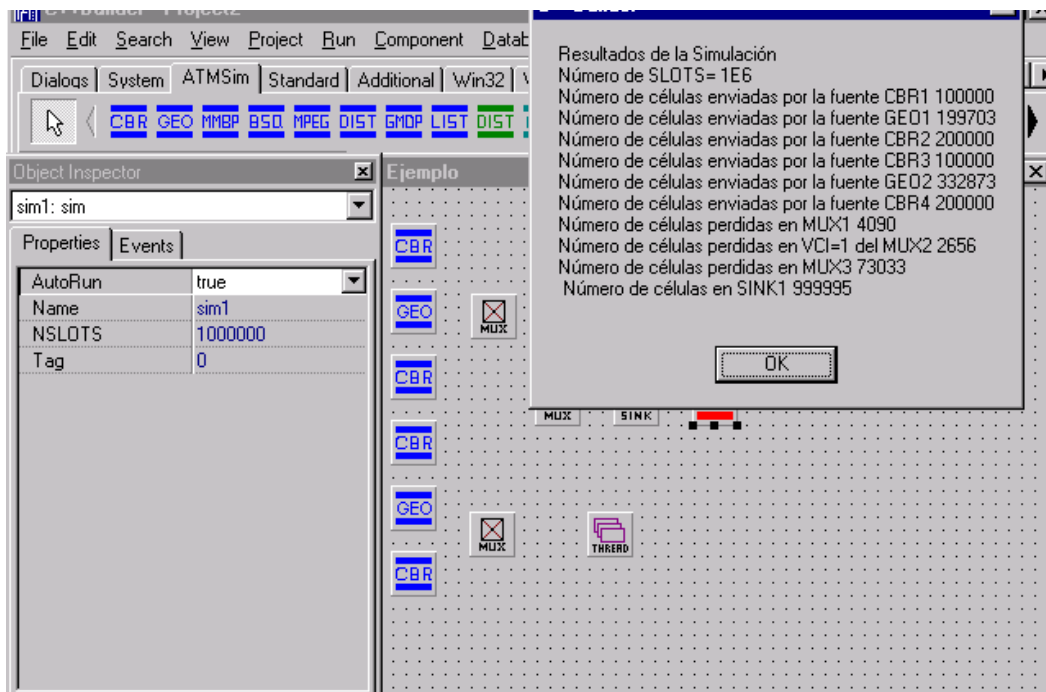 C++Builder - Project2
File Edit Search View Project Run Component Datab
Dialogs System ATMSim Standard Additional Win32
CBR GEO MMBP BSD MPEG DIST GMDP LIST DIST
Object Inspector
sim1: sim
Properties Events
AutoRun true
Name sim1
NSLOTS 1000000
Tag 0
Ejemplo
CBR
GEO
MUX
CBR
CBR
GEO
MUX
THREAD
CBR
MUX SINK
Resultados de la Simulación
Número de SLOTS= 1E6
Número de células enviadas por la fuente CBR1 100000
Número de células enviadas por la fuente GEO1 199703
Número de células enviadas por la fuente CBR2 200000
Número de células enviadas por la fuente CBR3 100000
Número de células enviadas por la fuente GEO2 332873
Número de células enviadas por la fuente CBR4 200000
Número de células perdidas en MUX1 4090
Número de células perdidas en VCI=1 del MUX2 2656
Número de células perdidas en MUX3 73033
Número de células en SINK1 999995
OK